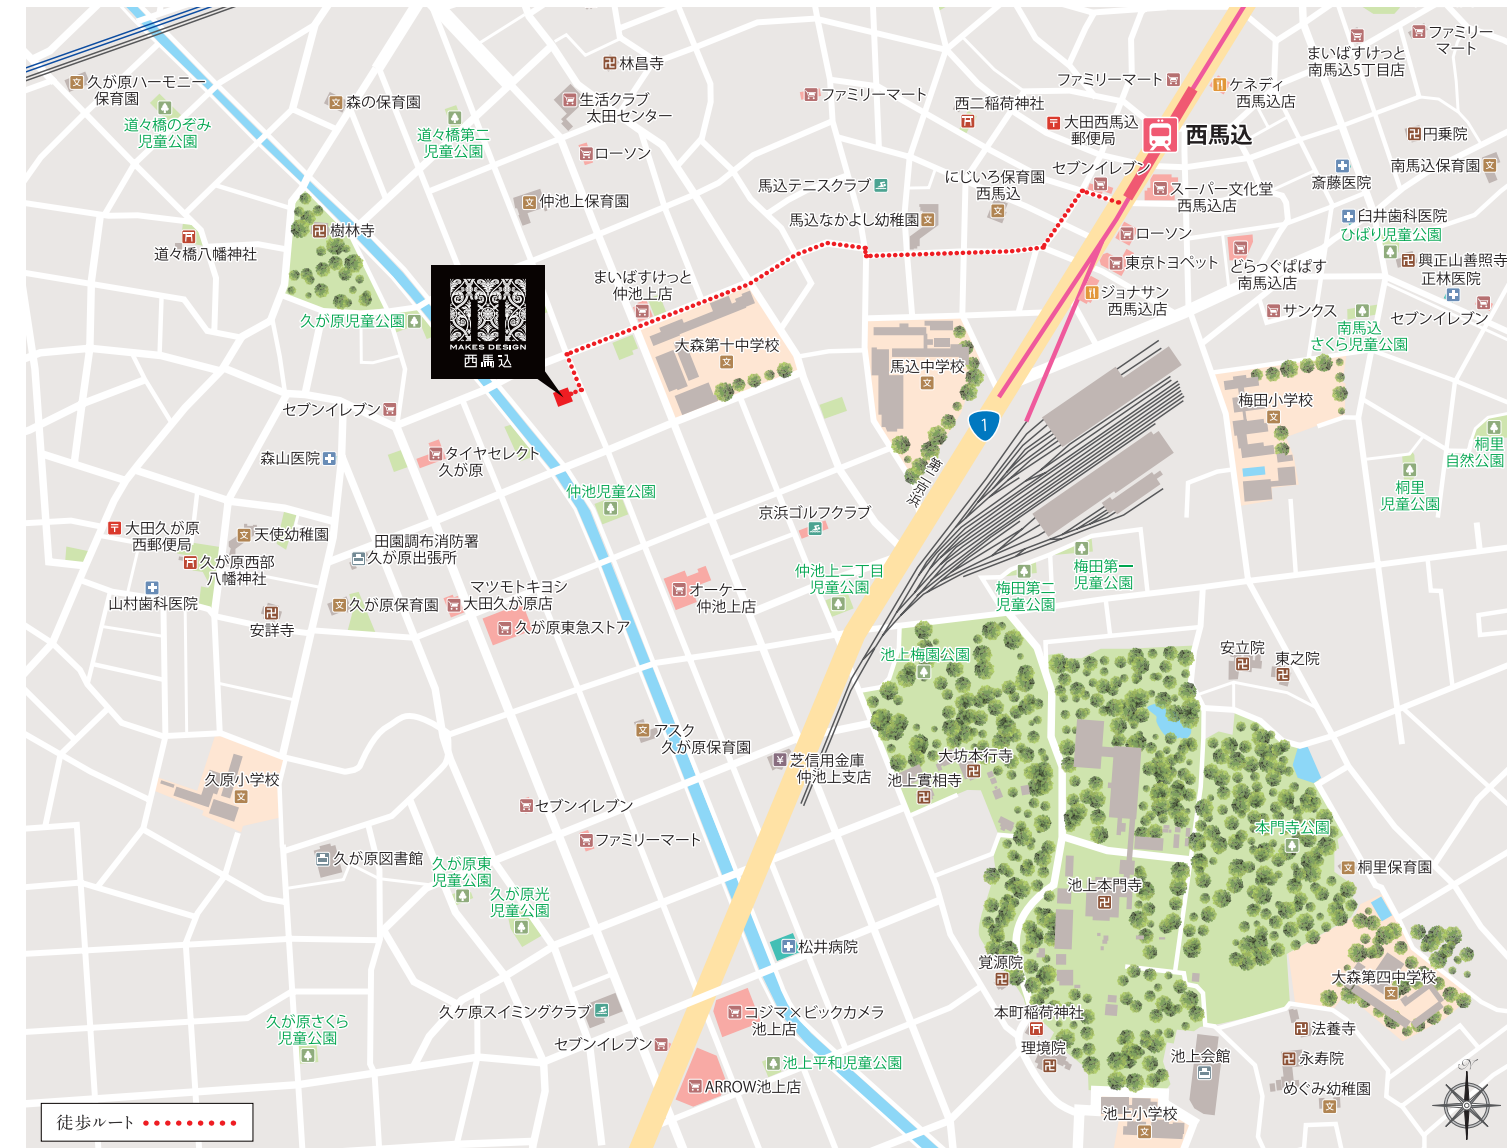 久が原ハーモニー
保育園
道々橋のぞみ
児童公園
森の保育園
林昌寺
生活クラブ
太田センター
道々橋第二
児童公園
ローソン
ファミリーマート
西二稲荷神社
大田西馬込
郵便局
ファミリーマート
ケネディ
西馬込店
まいばすけっと
南馬込5丁目店
ファミリー
マート
西馬込
円乗院
南馬込保育園
斎藤医院
セブンイレブン
スーパー文化堂
西馬込店
臼井歯科医院
ひばり児童公園
興正山善照寺
正林医院
セブンイレブン
馬込テニスクラブ
にじいろ保育園
西馬込
馬込なかよし幼稚園
仲池上保育園
樹林寺
道々橋八幡神社
久が原児童公園
MAKES DESIGN
西馬込
まいばすけっと
仲池上店
ローソン
東京トヨペット
ジョナサン
西馬込店
どらっぐぱぱす
南馬込店
サンクス
南馬込
さくら児童公園
大森第十中学校
馬込中学校
梅田小学校
1
第二京浜
桐里
自然公園
桐里
児童公園
セブンイレブン
森山医院
タイヤセレクト
久が原
仲池児童公園
京浜ゴルフクラブ
大田久が原
西郵便局
天使幼稚園
久が原西部
八幡神社
田園調布消防署
久が原出張所
山村歯科医院
安詳寺
久が原保育園
マツモトキヨシ
大田久が原店
久が原東急ストア
オーケー
仲池上店
仲池上二丁目
児童公園
梅田第二
児童公園
梅田第一
児童公園
池上梅園公園
安立院
東之院
アスク
久が原保育園
芝信用金庫
仲池上支店
大坊本行寺
池上實相寺
久原小学校
セブンイレブン
ファミリーマート
久が原図書館
久が原東
児童公園
久が原光
児童公園
本門寺公園
桐里保育園
池上本門寺
松井病院
覚源院
大森第四中学校
久ケ原スイミングクラブ
コジマ×ビックカメラ
池上店
本町稲荷神社
理境院
法養寺
永寿院
池上会館
めぐみ幼稚園
久が原さくら
児童公園
セブンイレブン
池上平和児童公園
ARROW池上店
池上小学校
徒歩ルート
N